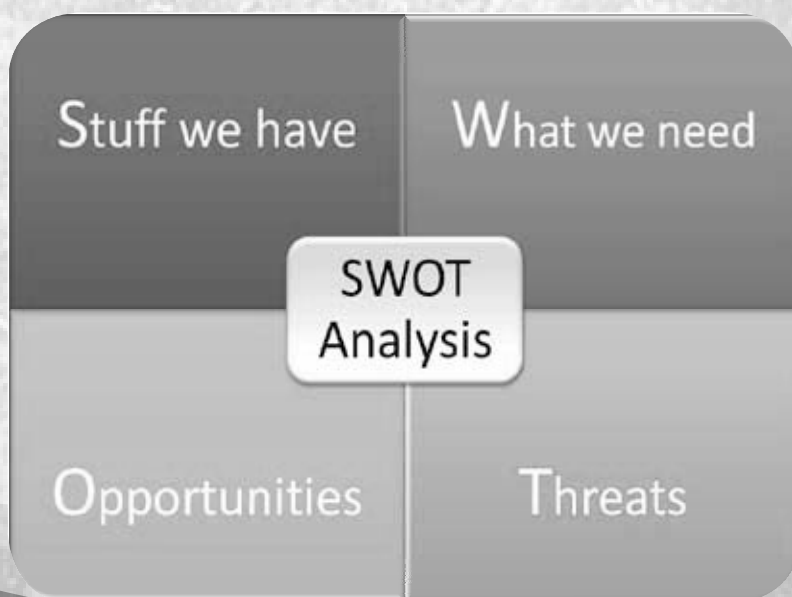 Stuff we have
What we need
SWOT
Analysis
Opportunities
Threats